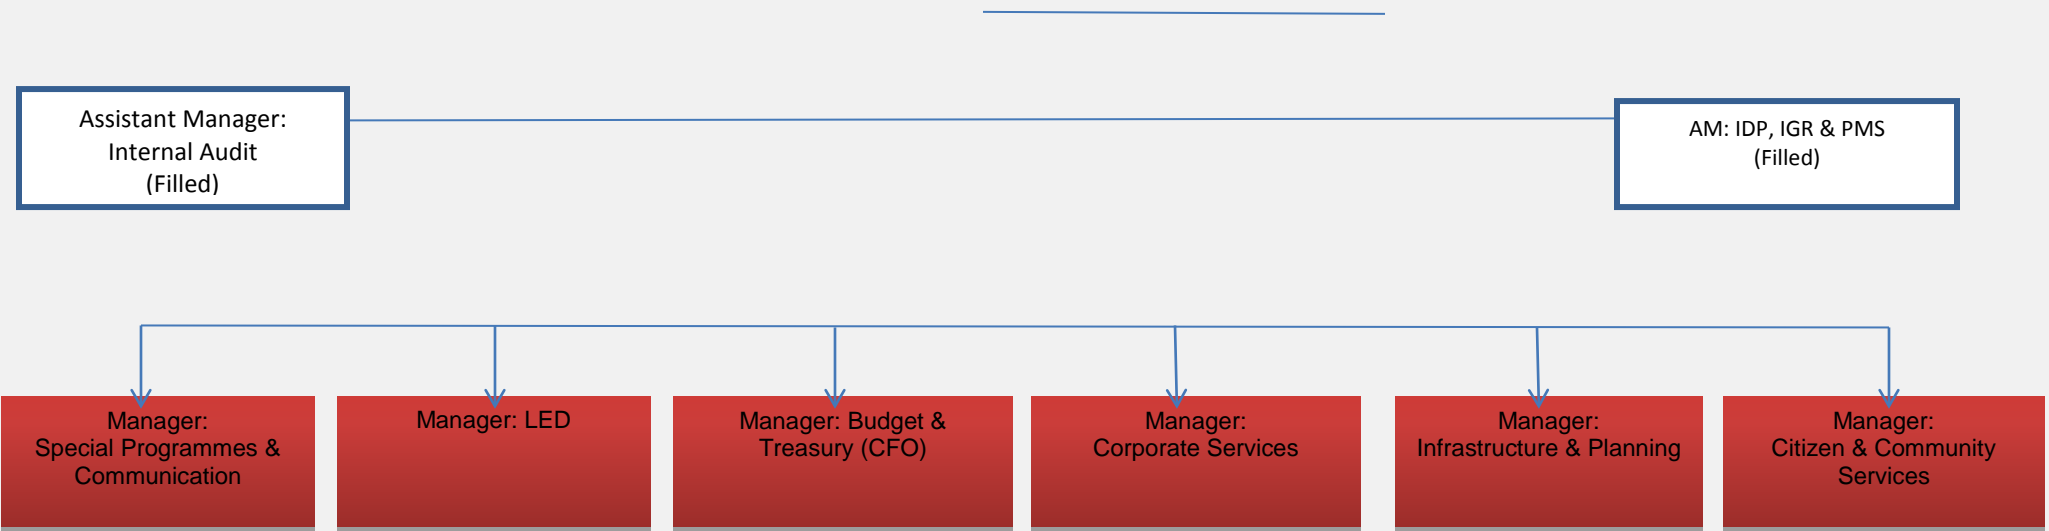 Assistant Manager:
Internal Audit
(Filled)
AM: IDP, IGR & PMS
(Filled)
Manager:
Special Programmes &
Communication
Manager: LED
Manager: Budget &
Treasury (CFO)
Manager:
Corporate Services
Manager:
Infrastructure & Planning
Manager:
Citizen & Community
Services